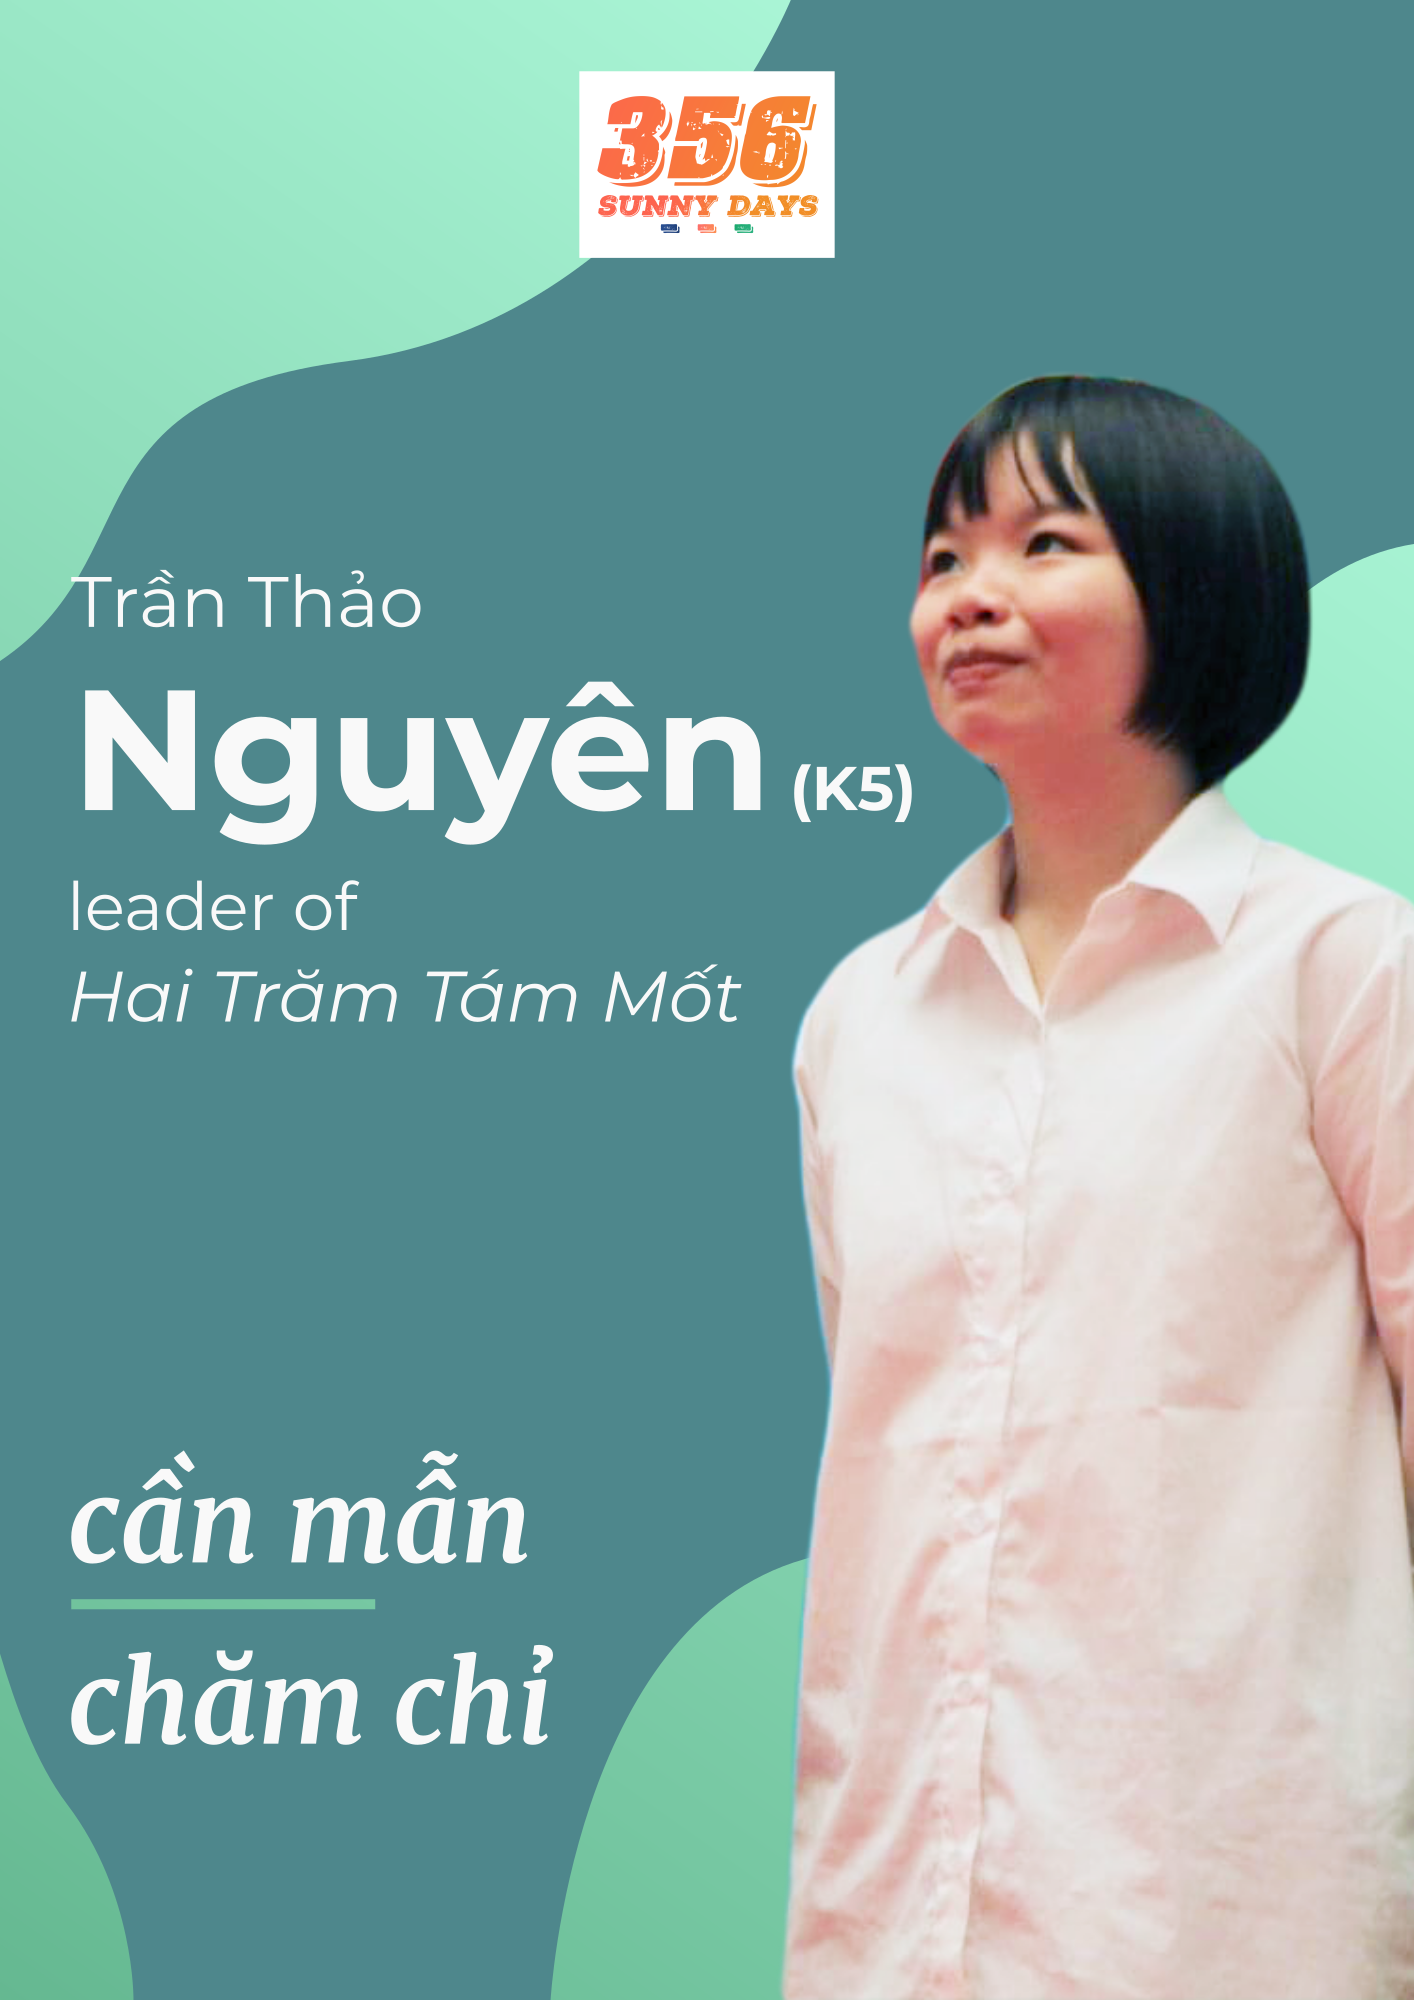 356
SUNNY DAYS
Trần Thảo
Nguyên (K5)
leader of
Hai Trăm Tám Mốt
cần mẫn
chăm chỉ